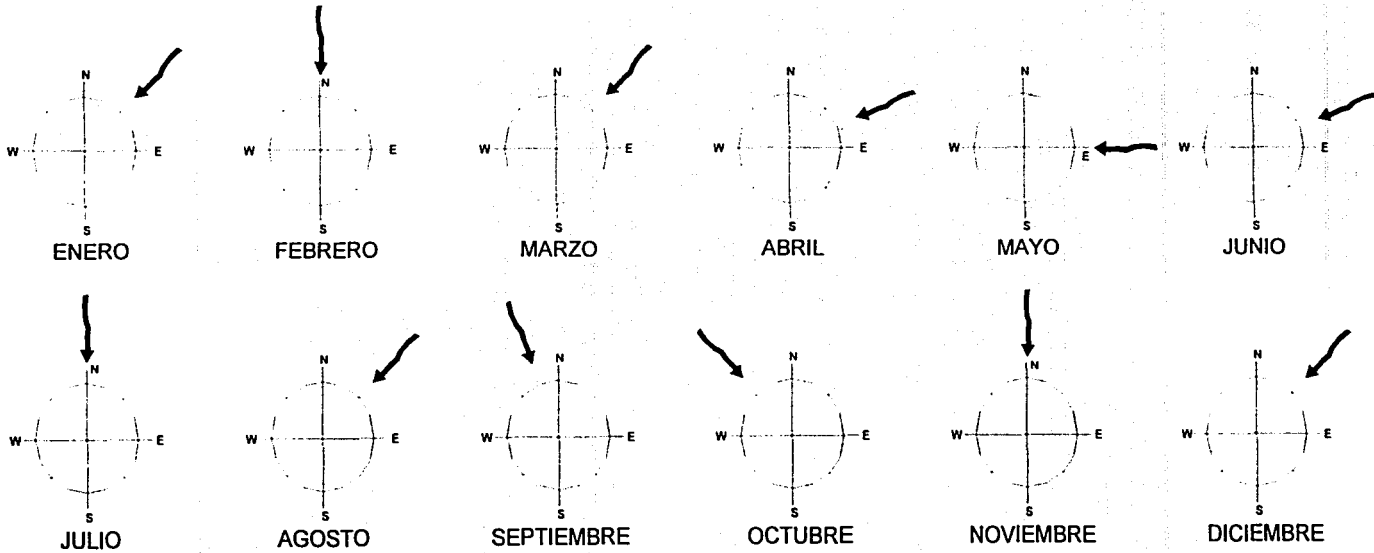 N
W E
S
ENERO
N
W E
S
FEBRERO
N
W E
S
MARZO
N
W E
S
ABRIL
N
W E
S
MAYO
N
W E
S
JUNIO
N
W E
S
JULIO
N
W E
S
AGOSTO
N
W E
S
SEPTIEMBRE
N
W E
S
OCTUBRE
N
W E
S
NOVIEMBRE
N
W E
S
DICIEMBRE